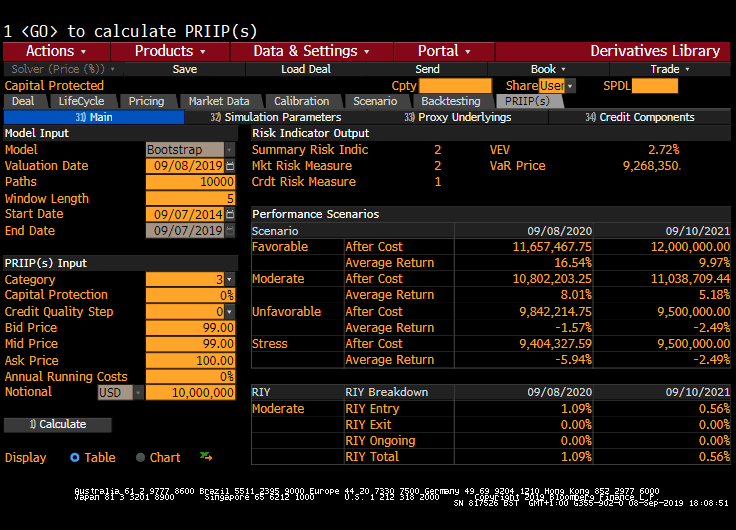 1 <GO> to calculate PRIIP(s)
Actions Products Data & Settings Portal Derivatives Library
Solver (Price (%)) Save Load Deal Send Book Trade
Capital Protected Cpty Share User SPDL
Deal LifeCycle Pricing Market Data Calibration Scenario Backtesting PRIIP(s)
31) Main 32) Simulation Parameters 33) Proxy Underlyings 34) Credit Components
Model Input Risk Indicator Output
Model Bootstrap Summary Risk Indic 2 VEV 2.72%
Valuation Date 09/08/2019 Mkt Risk Measure 2 VaR Price 9,268,350.
Paths 10000 Crdt Risk Measure 1
Window Length 5
Start Date 09/07/2014 Performance Scenarios
End Date 09/07/2019 Scenario 09/08/2020 09/10/2021
Favorable After Cost 11,657,467.75 12,000,000.00
PRIIP(s) Input Average Return 16.54% 9.97%
Category 3 Moderate After Cost 10,802,203.25 11,038,709.44
Capital Protection 0% Average Return 8.01% 5.18%
Credit Quality Step 0 Unfavorable After Cost 9,842,214.75 9,500,000.00
Bid Price 99.00 Average Return -1.57% -2.49%
Mid Price 99.00 Stress After Cost 9,404,327.59 9,500,000.00
Ask Price 100.00 Average Return -5.94% -2.49%
Annual Running Costs 0%
Notional USD 10,000,000 RIY RIY Breakdown 09/08/2020 09/10/2021
Moderate RIY Entry 1.09% 0.56%
1) Calculate RIY Exit 0.00% 0.00%
RIY Ongoing 0.00% 0.00%
Display Table Chart RIY Total 1.09% 0.56%
Australia 61 2 9777 8600 Brazil 5511 2395 9000 Europe 44 20 7330 7500 Germany 49 69 9204 1210 Hong Kong 852 2977 6000
Japan 81 3 3201 8900 Singapore 65 6212 1000 U.S. 1 212 318 2000 Copyright 2019 Bloomberg Finance L.P.
SN 817526 BST GMT+1:00 G355-902-0 08-Sep-2019 18:08:51